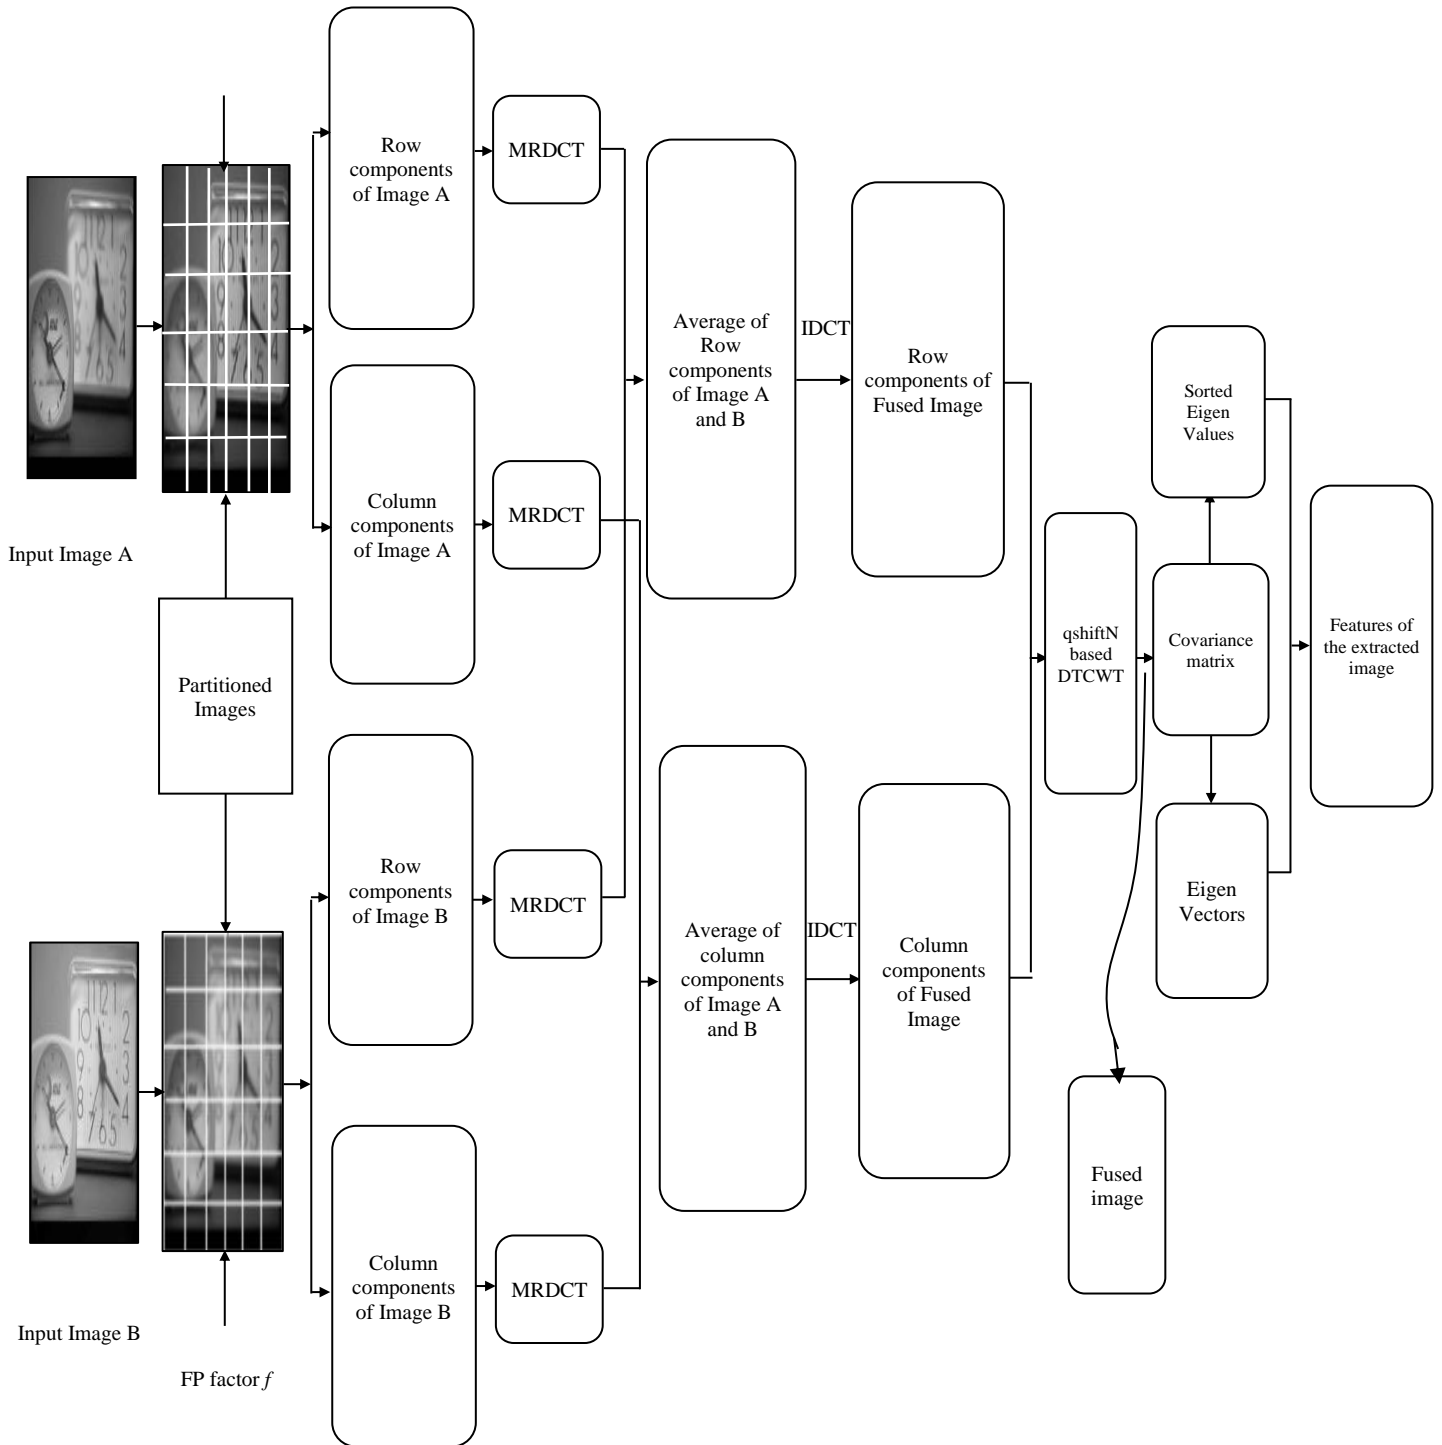 Row
components
of Image A
MRDCT
Average of
Row
components
of Image A
and B
IDCT
Row
components of
Fused Image
Column
components
of Image A
MRDCT
Input Image A
Partitioned
Images
Sorted
Eigen
Values
qshiftN
based
DTCWT
Covariance
matrix
Features of
the extracted
image
Eigen
Vectors
Row
components
of Image B
MRDCT
Average of
column
components
of Image A
and B
IDCT
Column
components
of Fused
Image
Fused
image
Column
components
of Image B
MRDCT
Input Image B
FP factor f